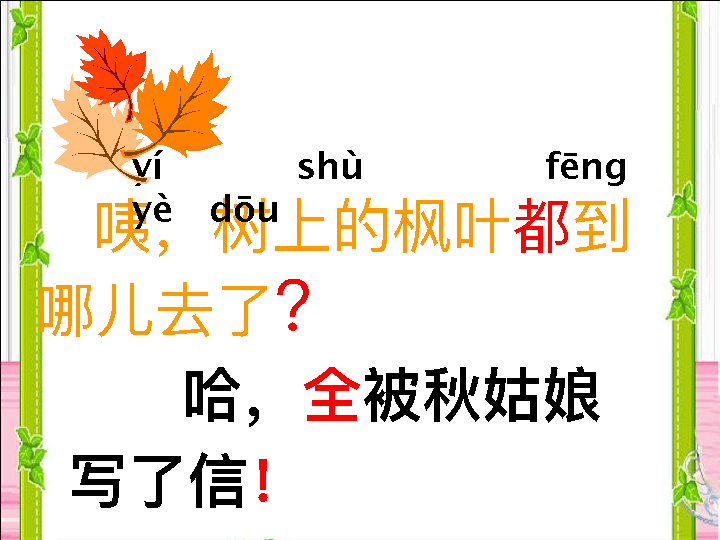 yí shù fēng
yè dōu
咦，树上的枫叶都到
哪儿去了？
哈，全被秋姑娘
写了信！